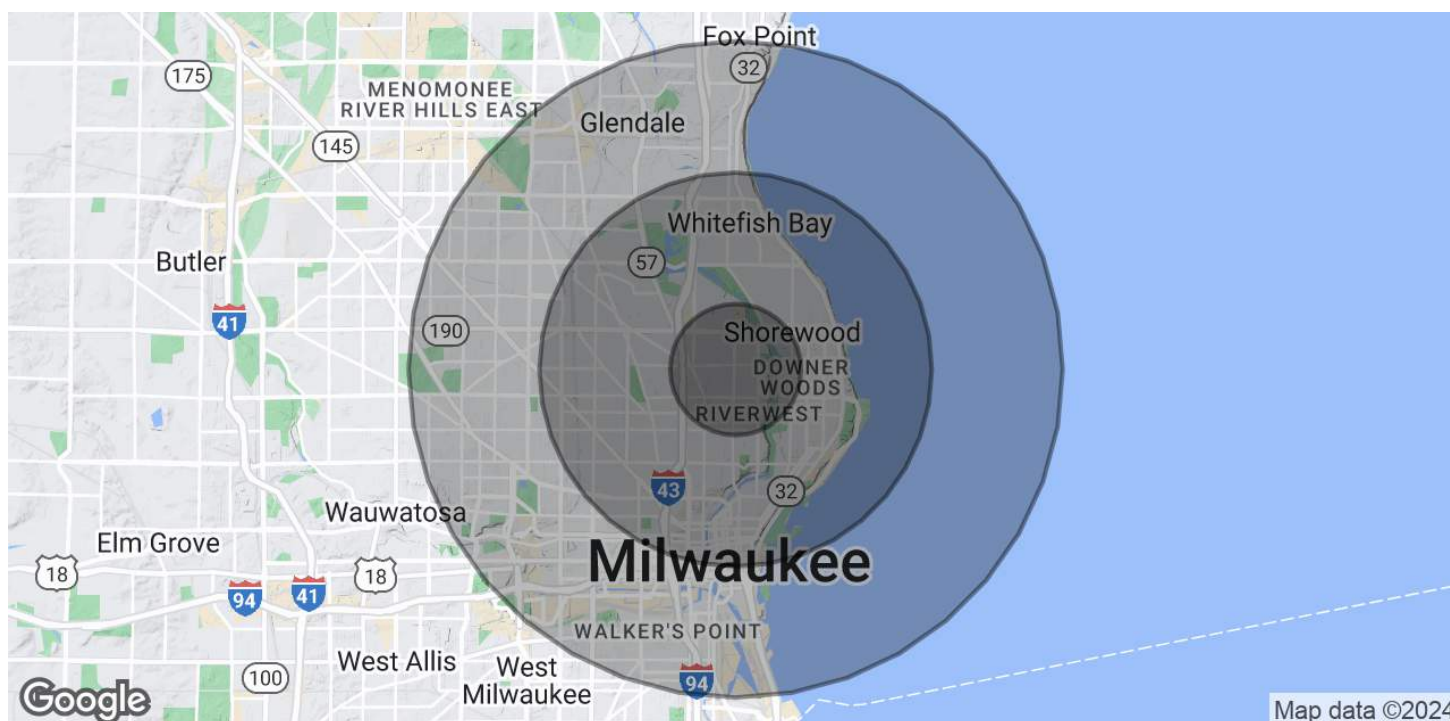 Fox Point
175
32
MENOMONEE
RIVER HILLS EAST
Glendale
145
Whitefish Bay
Butler
57
41
190
Shorewood
DOWNER
WOODS
RIVERWEST
43
32
Wauwatosa
Elm Grove
Milwaukee
18
18
94
41
WALKER'S POINT
West Allis
West
Milwaukee
100
94
Google
Map data ©2024